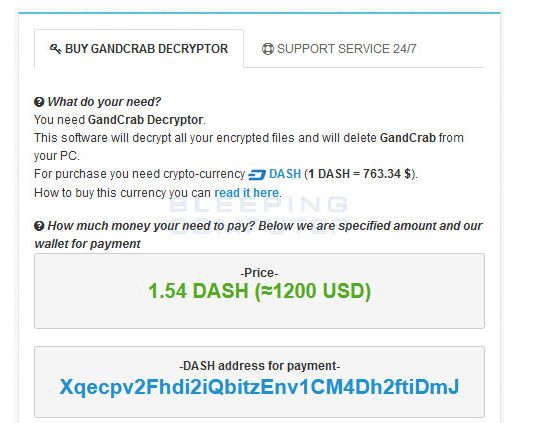 BUY GANDCRAB DECRYPTOR
SUPPORT SERVICE 24/7
What do your need?
You need GandCrab Decryptor.
This software will decrypt all your encrypted files and will delete GandCrab from
your PC.
For purchase you need crypto-currency DASH (1 DASH = 763.34 $).
How to buy this currency you can read it here.
BLEEPING
COMPUTER
How much money your need to pay? Below we are specified amount and our
wallet for payment
-Price-
1.54 DASH (≈1200 USD)
-DASH address for payment-
Xqecpv2Fhdi2iQbitzEnv1CM4Dh2ftiDmJ